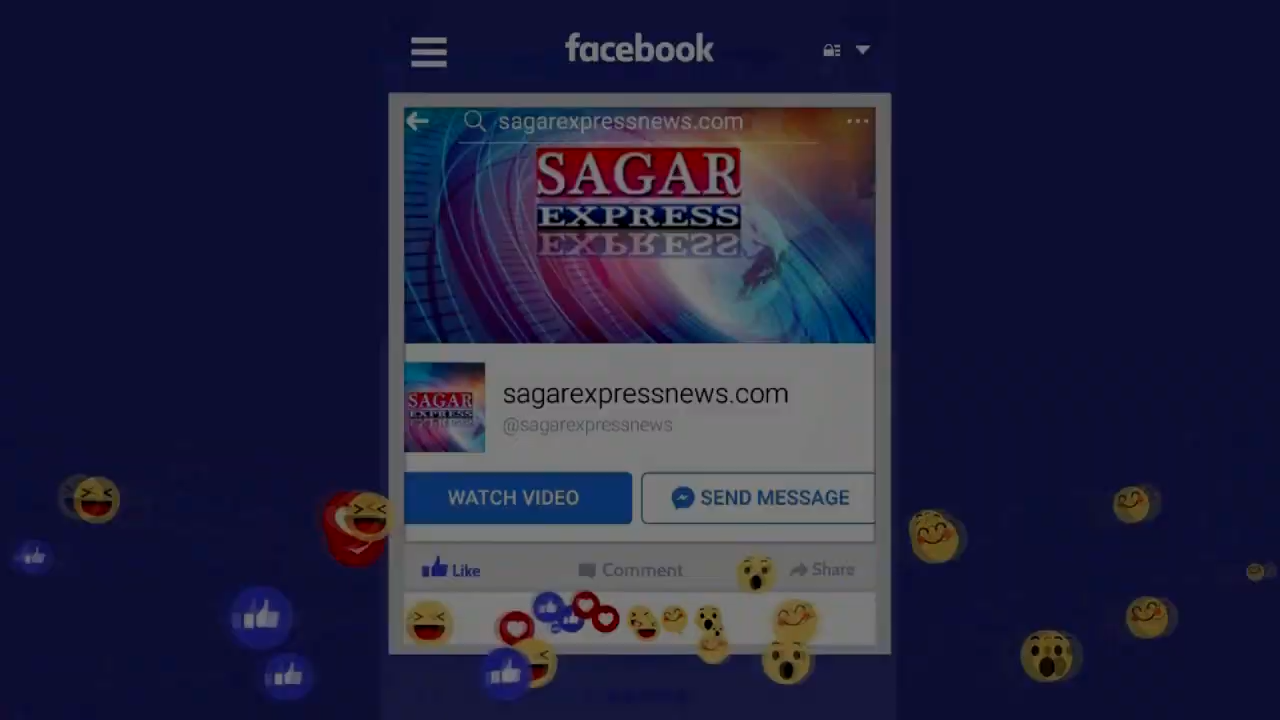 facebook
sagarexpressnews.com
SAGAR
EXPRESS
SAGAR
EXPRESS
sagarexpressnews.com
@sagarexpressnews
WATCH VIDEO
SEND MESSAGE
Like
Comment
Share